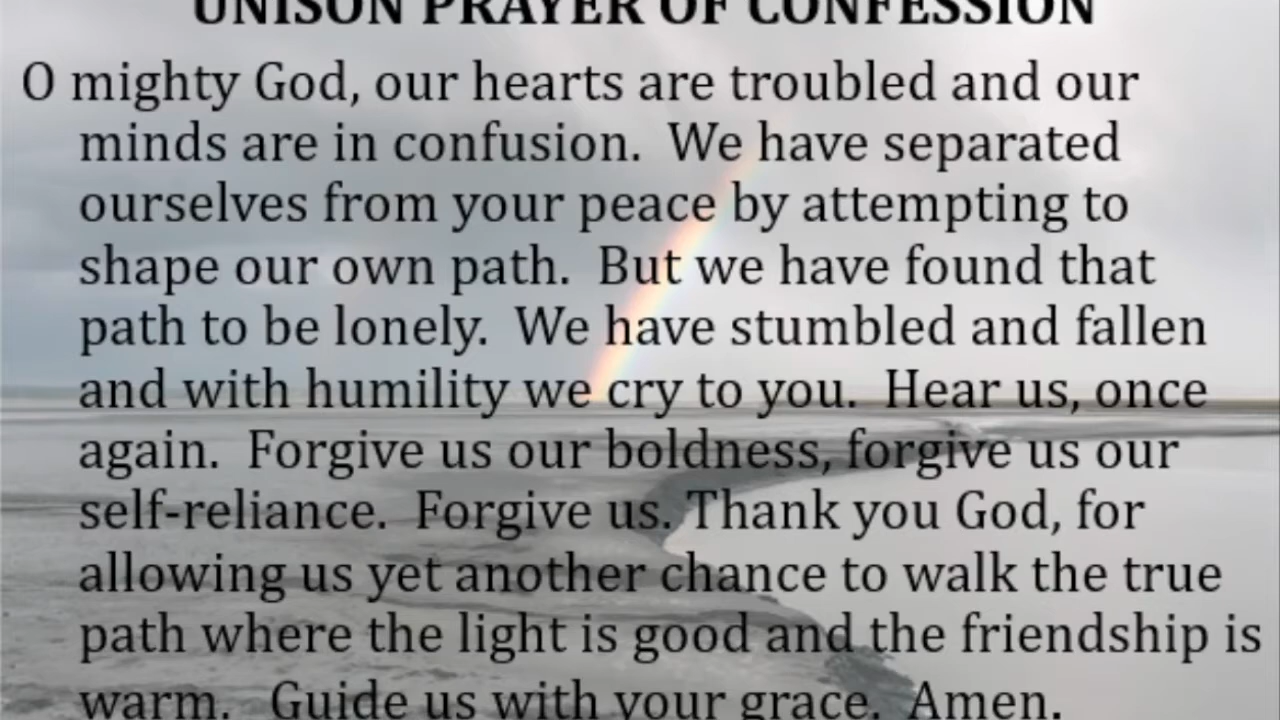 UNISON PRAYER OF CONFESSION
O mighty God, our hearts are troubled and our
minds are in confusion.  We have separated
ourselves from your peace by attempting to
shape our own path.  But we have found that
path to be lonely.  We have stumbled and fallen
and with humility we cry to you.  Hear us, once
again.  Forgive us our boldness, forgive us our
self-reliance.  Forgive us. Thank you God, for
allowing us yet another chance to walk the true
path where the light is good and the friendship is
warm.   Guide us with your grace.  Amen.